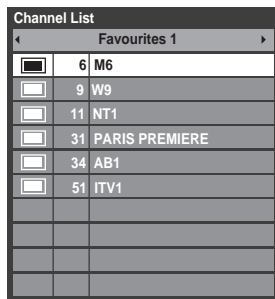 Channel List
Favourites 1
6 M6
9 W9
11 NT1
31 PARIS PREMIERE
34 AB1
51 ITV1